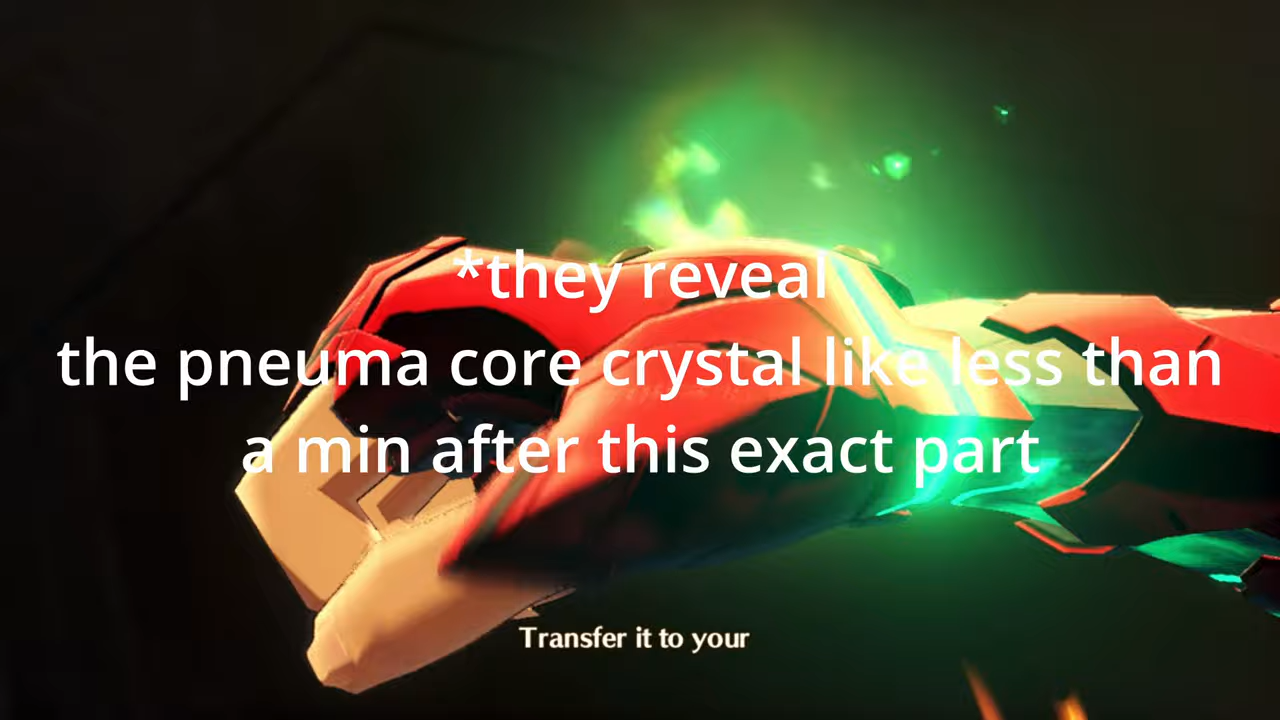 *they reveal
the pneuma core crystal like less than
a min after this exact part
Transfer it to your